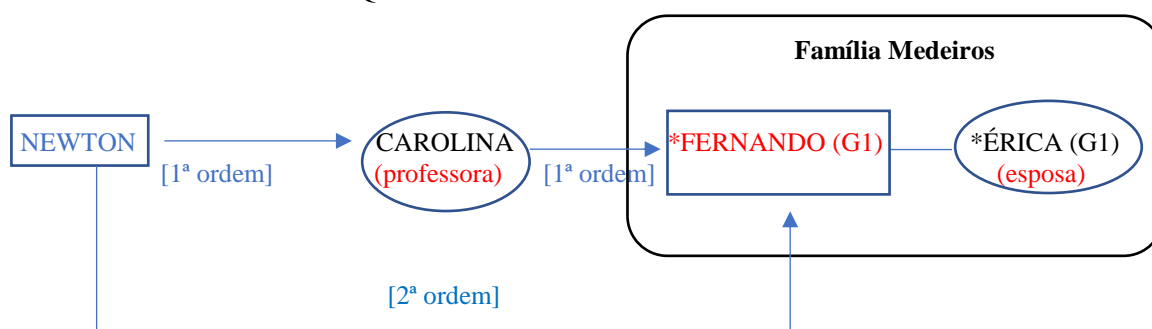 Família Medeiros
NEWTON
[1ª ordem]
CAROLINA
(professora)
[1ª ordem]
*FERNANDO (G1)
*ÉRICA (G1)
(esposa)
[2ª ordem]